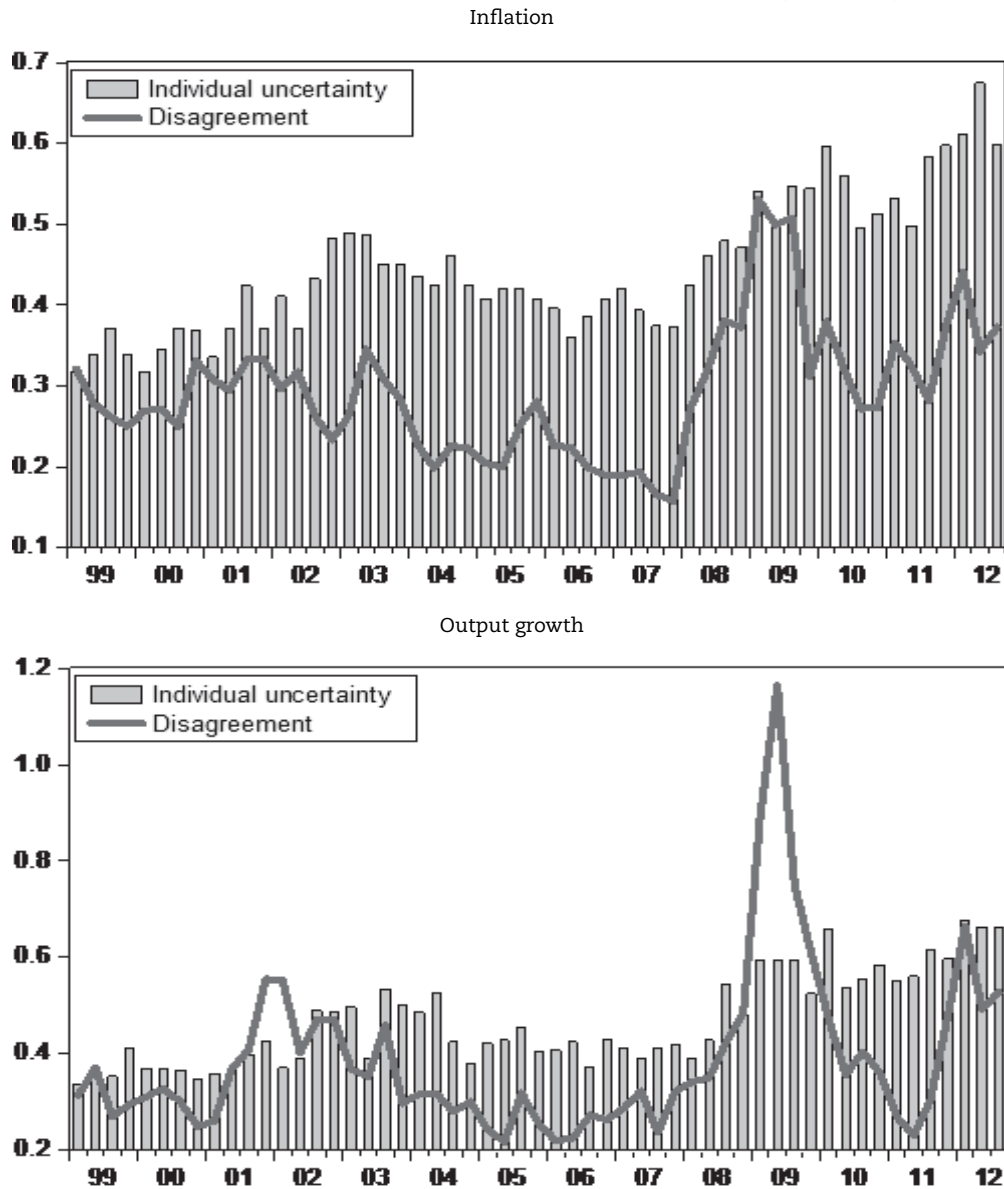 Inflation
0.7
0.6
0.5
0.4
0.3
0.2
0.1
Individual uncertainty
Disagreement
99 00 01 02 03 04 05 06 07 08 09 10 11 12
Output growth
1.2
1.0
0.8
0.6
0.4
0.2
Individual uncertainty
Disagreement
99 00 01 02 03 04 05 06 07 08 09 10 11 12